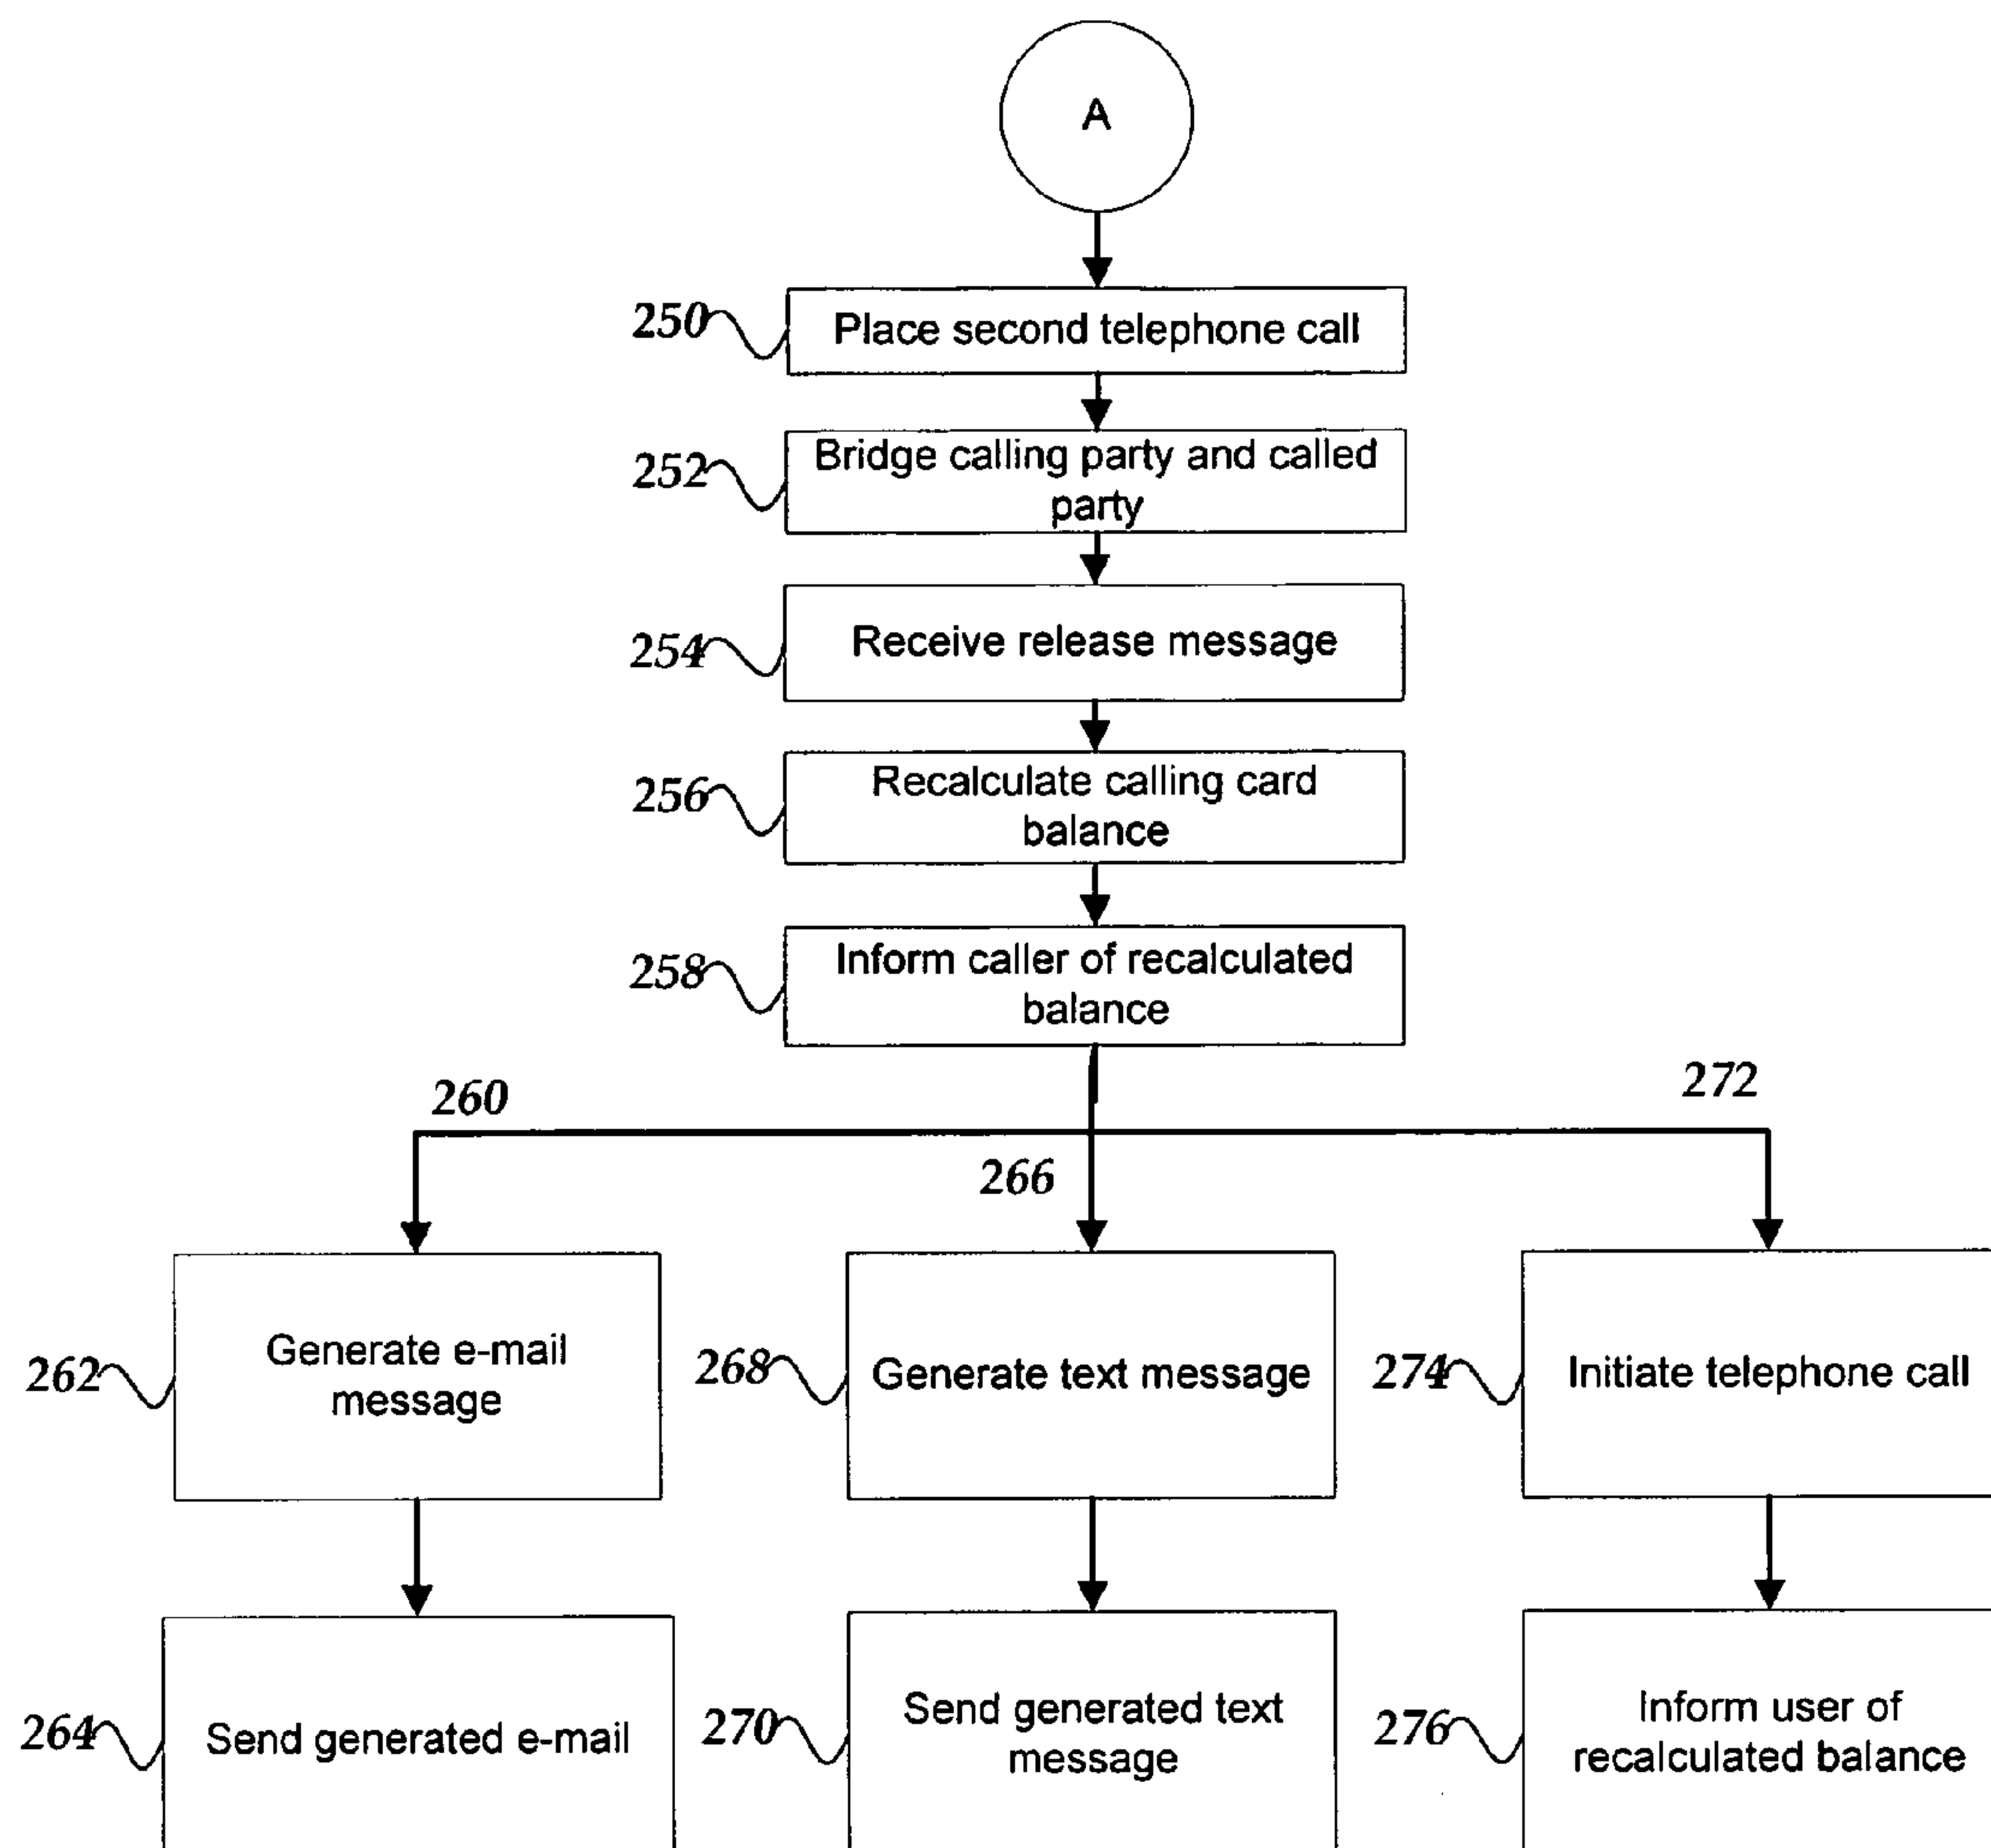 A
250
Place second telephone call
252
Bridge calling party and called
party
254
Receive release message
256
Recalculate calling card
balance
258
Inform caller of recalculated
balance
260
266
272
262
Generate e-mail
message
268
Generate text message
274
Initiate telephone call
264
Send generated e-mail
270
Send generated text
message
276
Inform user of
recalculated balance